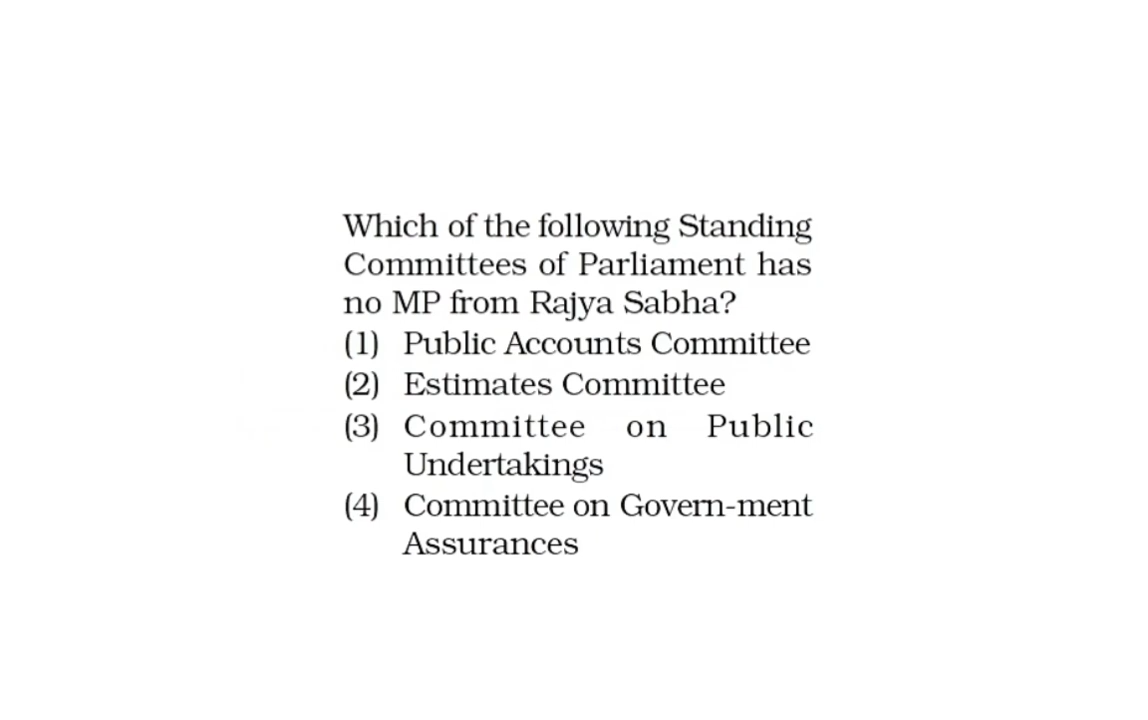 Which of the following Standing
Committees of Parliament has
no MP from Rajya Sabha?
(1) Public Accounts Committee
(2) Estimates Committee
(3) Committee on Public
Undertakings
(4) Committee on Govern-ment
Assurances